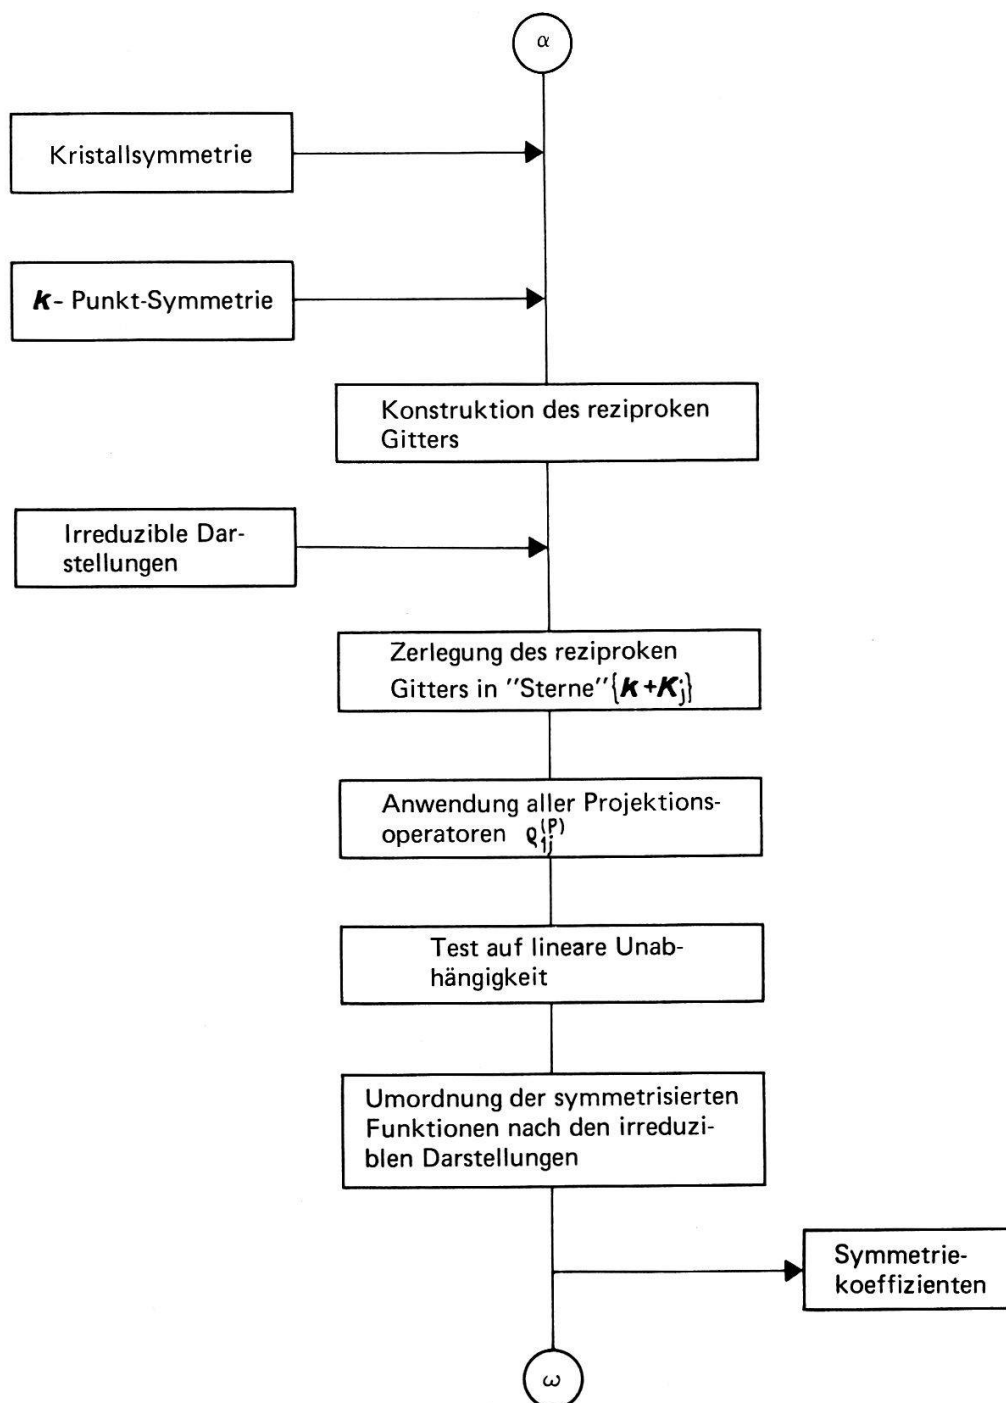 α
Kristallsymmetrie
k - Punkt-Symmetrie
Konstruktion des reziproken
Gitters
Irreduzible Dar-
stellungen
Zerlegung des reziproken
Gitters in "Sterne" {k + Kj}
Anwendung aller Projektions-
operatoren ϱ₁ⱼ⁽ᵖ⁾
Test auf lineare Unab-
hängigkeit
Umordnung der symmetrisierten
Funktionen nach den irreduzi-
blen Darstellungen
Symmetrie-
koeffizienten
ω